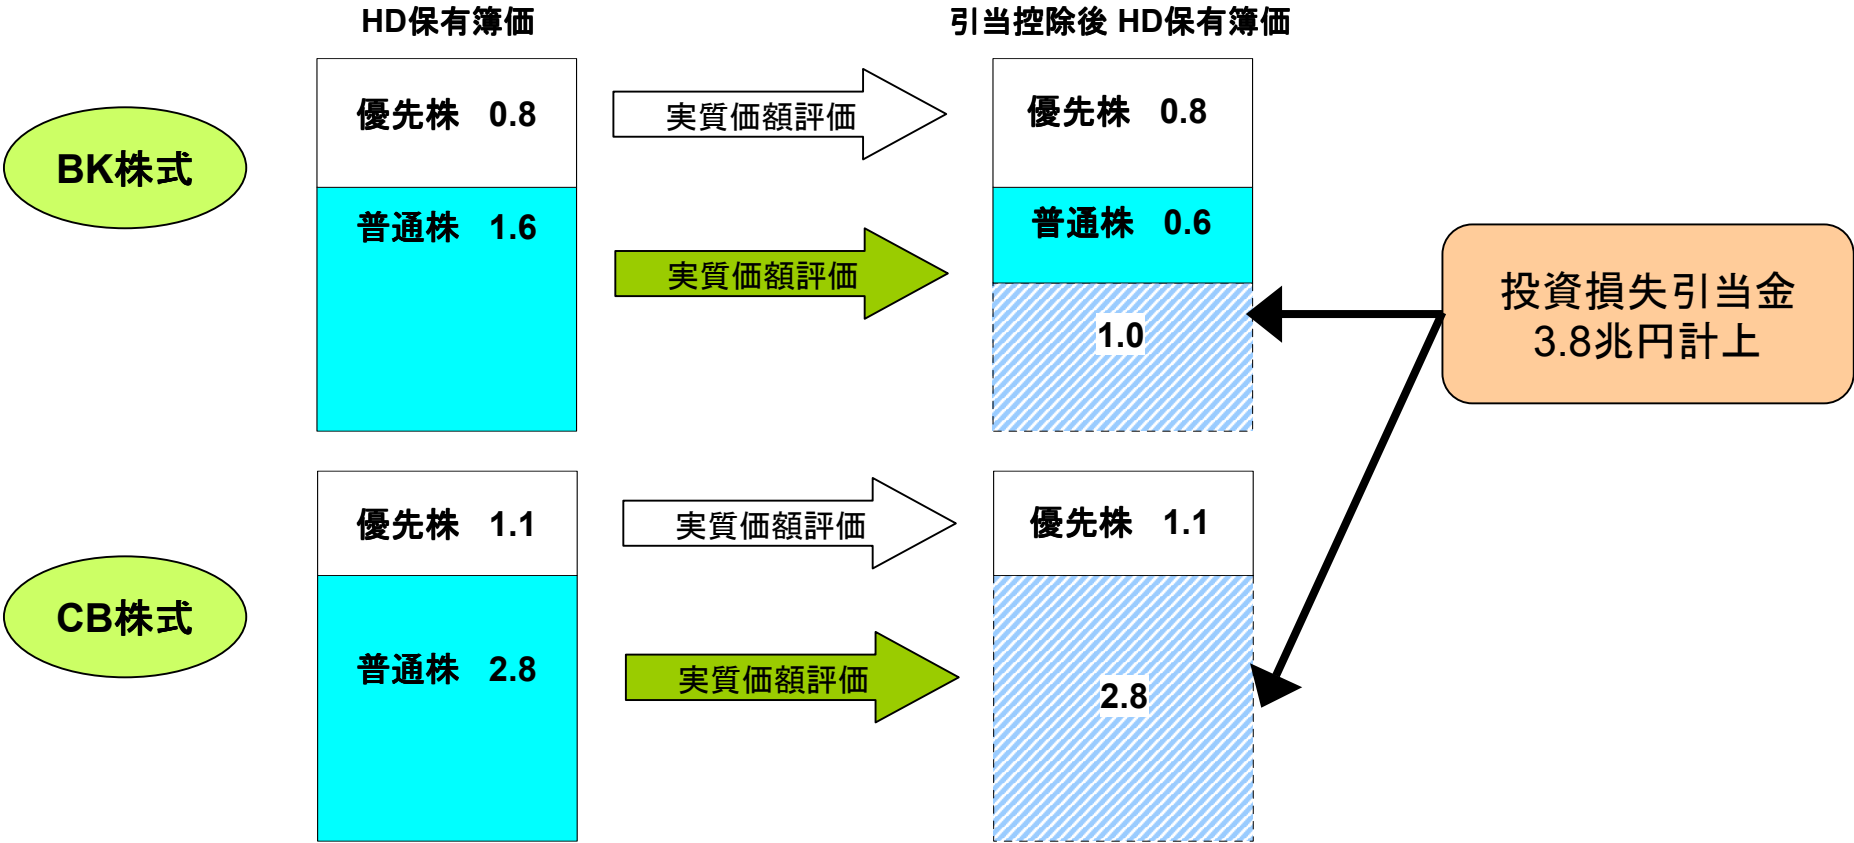 HD保有簿価
引当控除後 HD保有簿価
BK株式
優先株 0.8
実質価額評価
優先株 0.8
普通株 1.6
実質価額評価
普通株 0.6
1.0
投資損失引当金
3.8兆円計上
CB株式
優先株 1.1
実質価額評価
優先株 1.1
普通株 2.8
実質価額評価
2.8